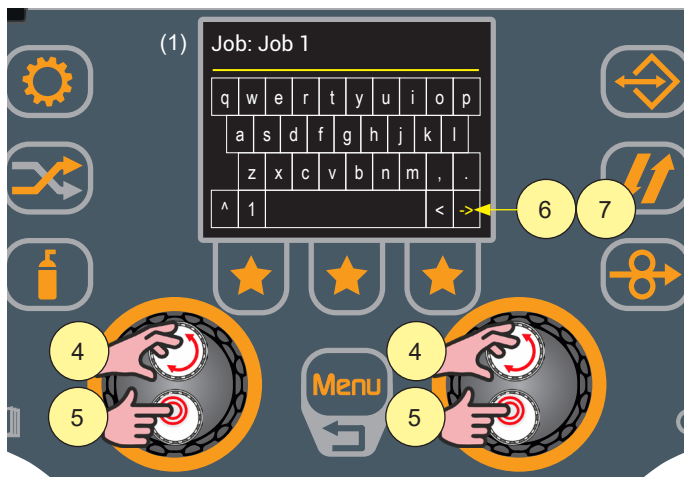 (1) Job: Job 1
q w e r t y u i o p
a s d f g h j k l
z x c v b n m , .
^ 1 < ->
6 7
4 4
Menu
5 5